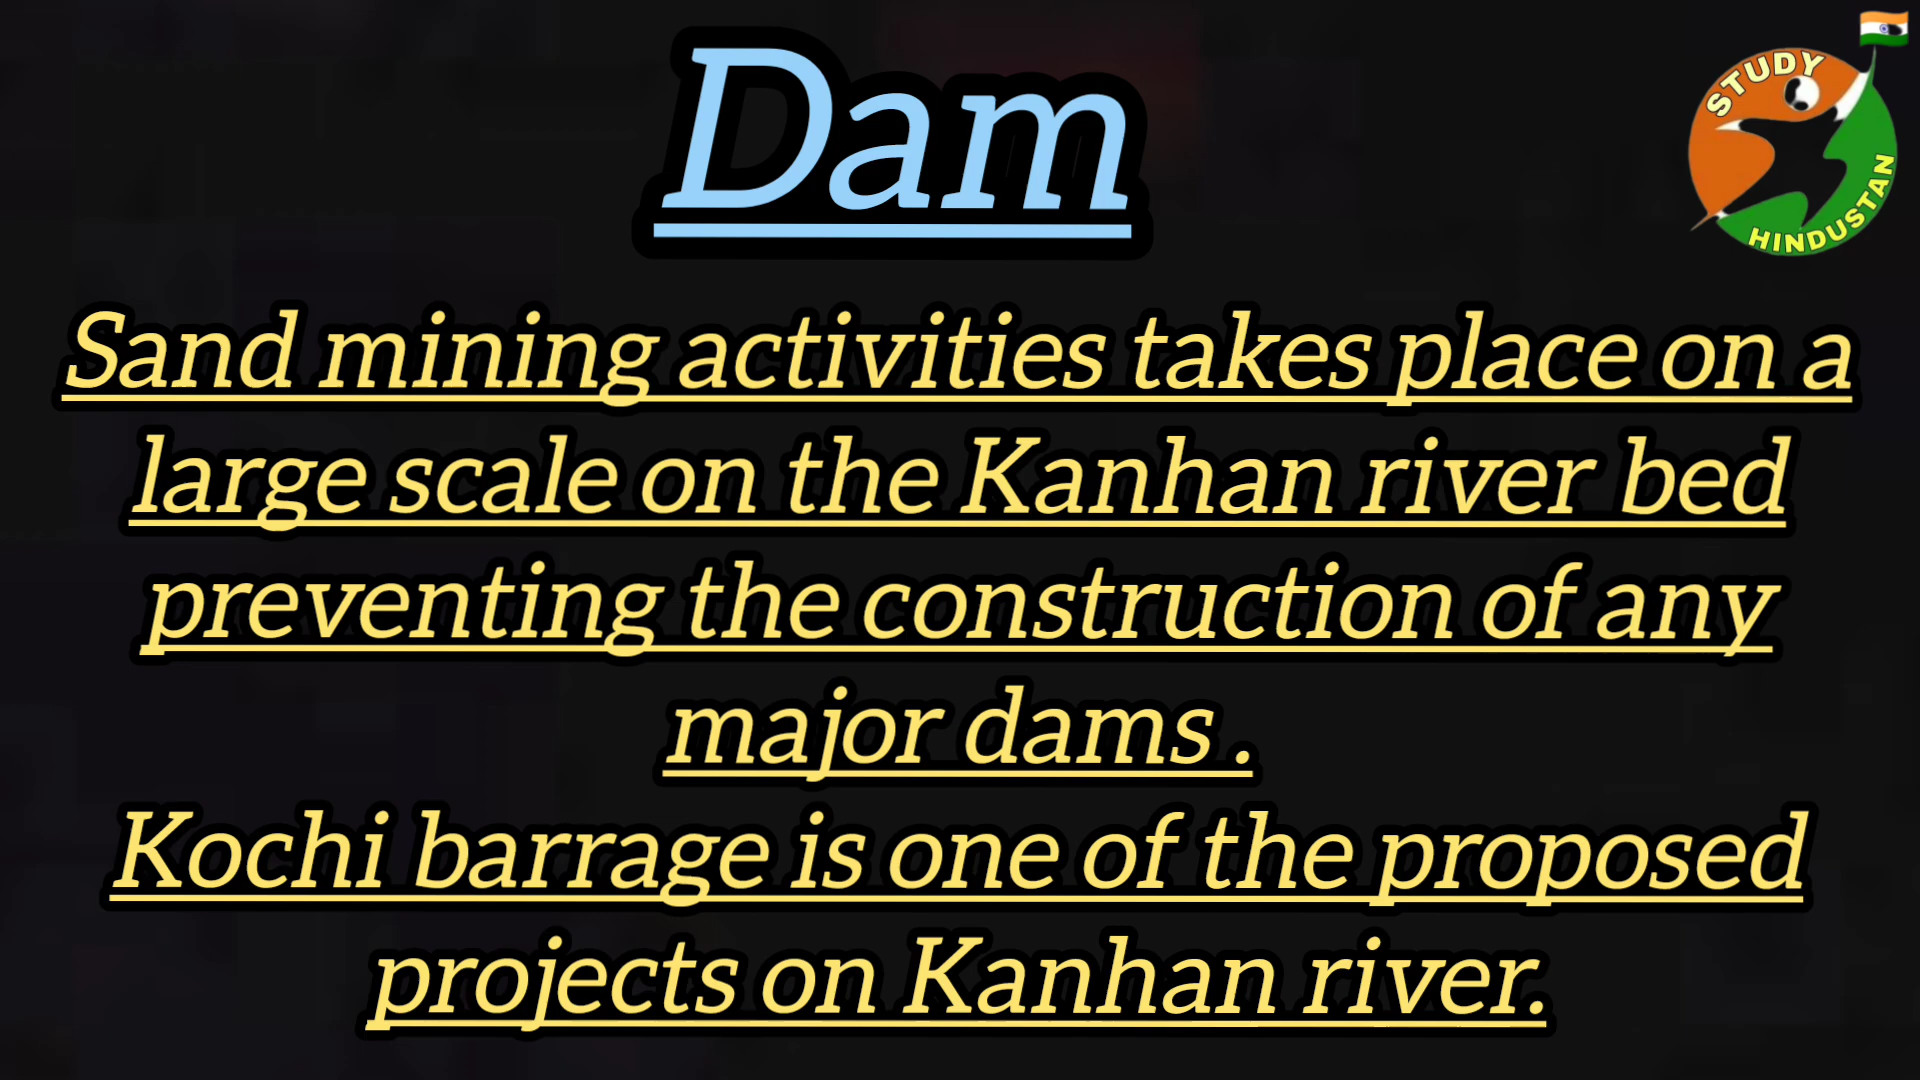 Dam
STUDY
HINDUSTAN
Sand mining activities takes place on a
large scale on the Kanhan river bed
preventing the construction of any
major dams .
Kochi barrage is one of the proposed
projects on Kanhan river.